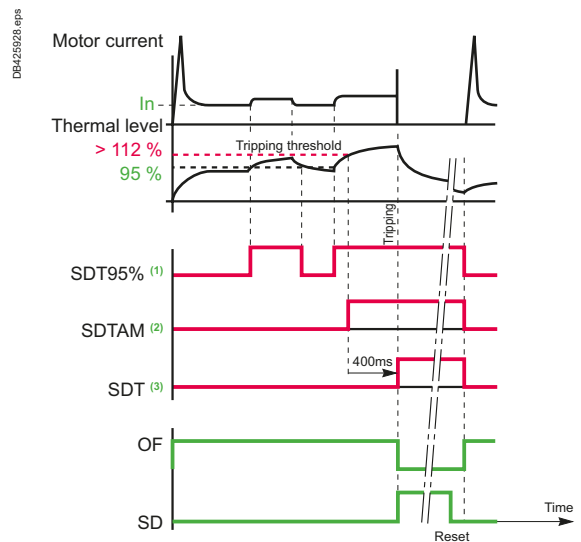 DB425928.eps
Motor current
In
Thermal level
> 112 %
Tripping threshold
95 %
Tripping
SDT95% (1)
SDTAM (2)
400ms
SDT (3)
OF
SD
Time
Reset